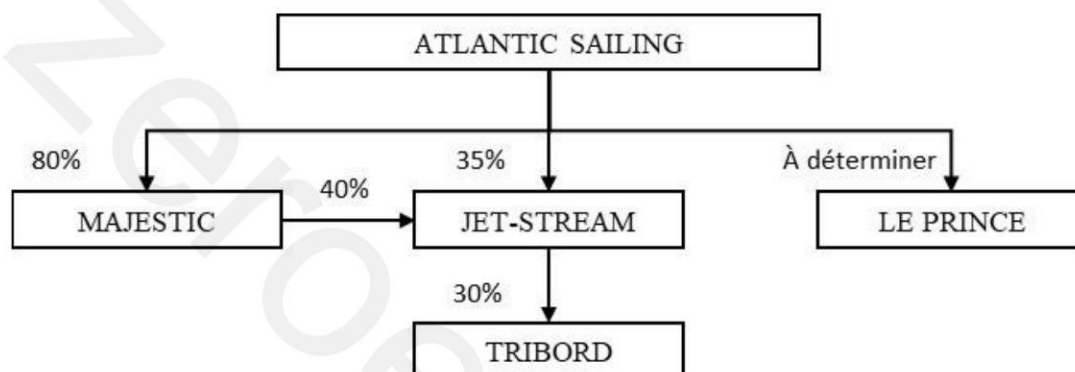 ATLANTIC SAILING
80%
35%
À déterminer
40%
MAJESTIC
JET-STREAM
LE PRINCE
30%
TRIBORD